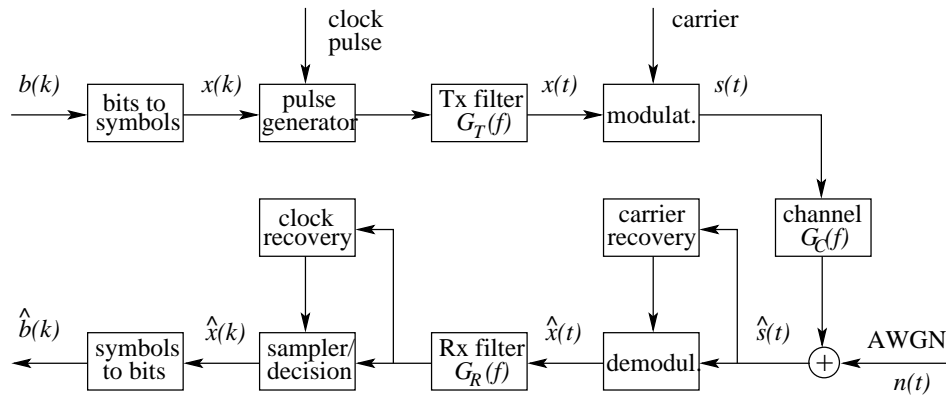 clock
pulse
carrier
b(k)
bits to
symbols
x(k)
pulse
generator
Tx filter
G_T(f)
x(t)
modulat.
s(t)
clock
recovery
carrier
recovery
channel
G_C(f)
b̂(k)
symbols
to bits
x̂(k)
sampler/
decision
Rx filter
G_R(f)
x̂(t)
demodul.
ŝ(t)
+
AWGN
n(t)